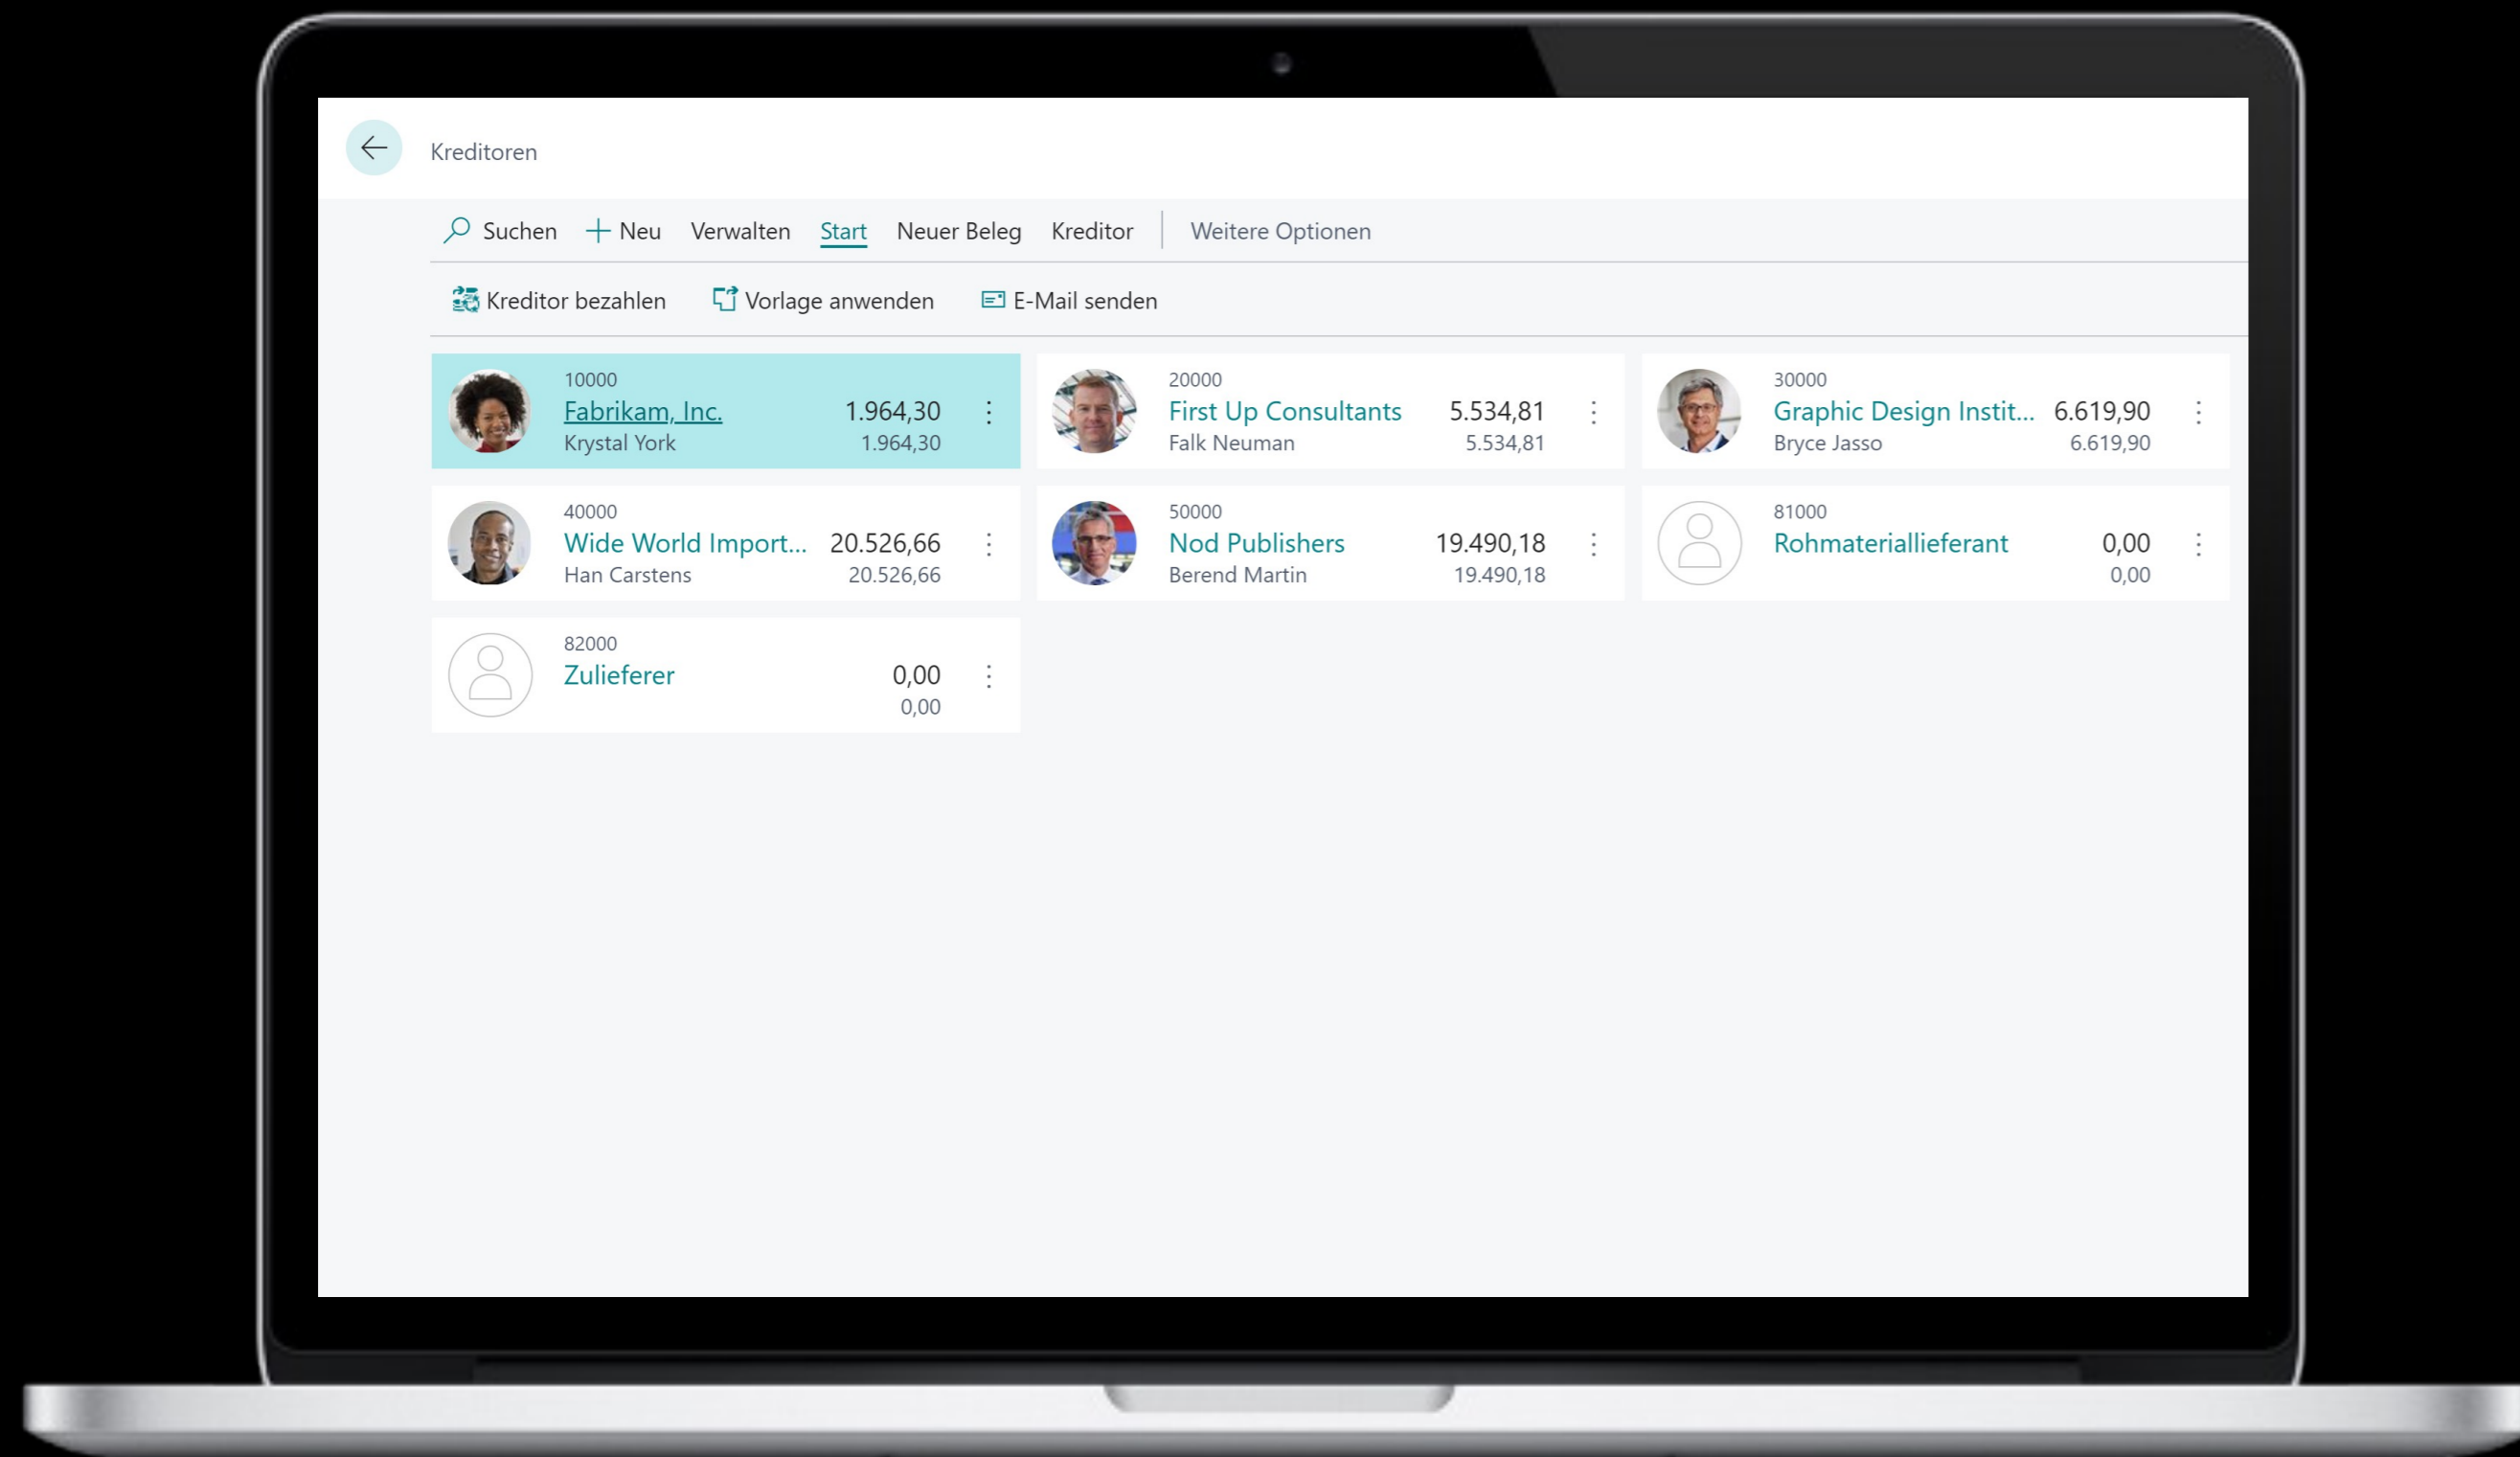 Kreditoren
Suchen Neu Verwalten Start Neuer Beleg Kreditor Weitere Optionen
Kreditor bezahlen Vorlage anwenden E-Mail senden
10000
Fabrikam, Inc. 1.964,30
Krystal York 1.964,30
20000
First Up Consultants 5.534,81
Falk Neuman 5.534,81
30000
Graphic Design Instit... 6.619,90
Bryce Jasso 6.619,90
40000
Wide World Import... 20.526,66
Han Carstens 20.526,66
50000
Nod Publishers 19.490,18
Berend Martin 19.490,18
81000
Rohmateriallieferant 0,00
0,00
82000
Zulieferer 0,00
0,00